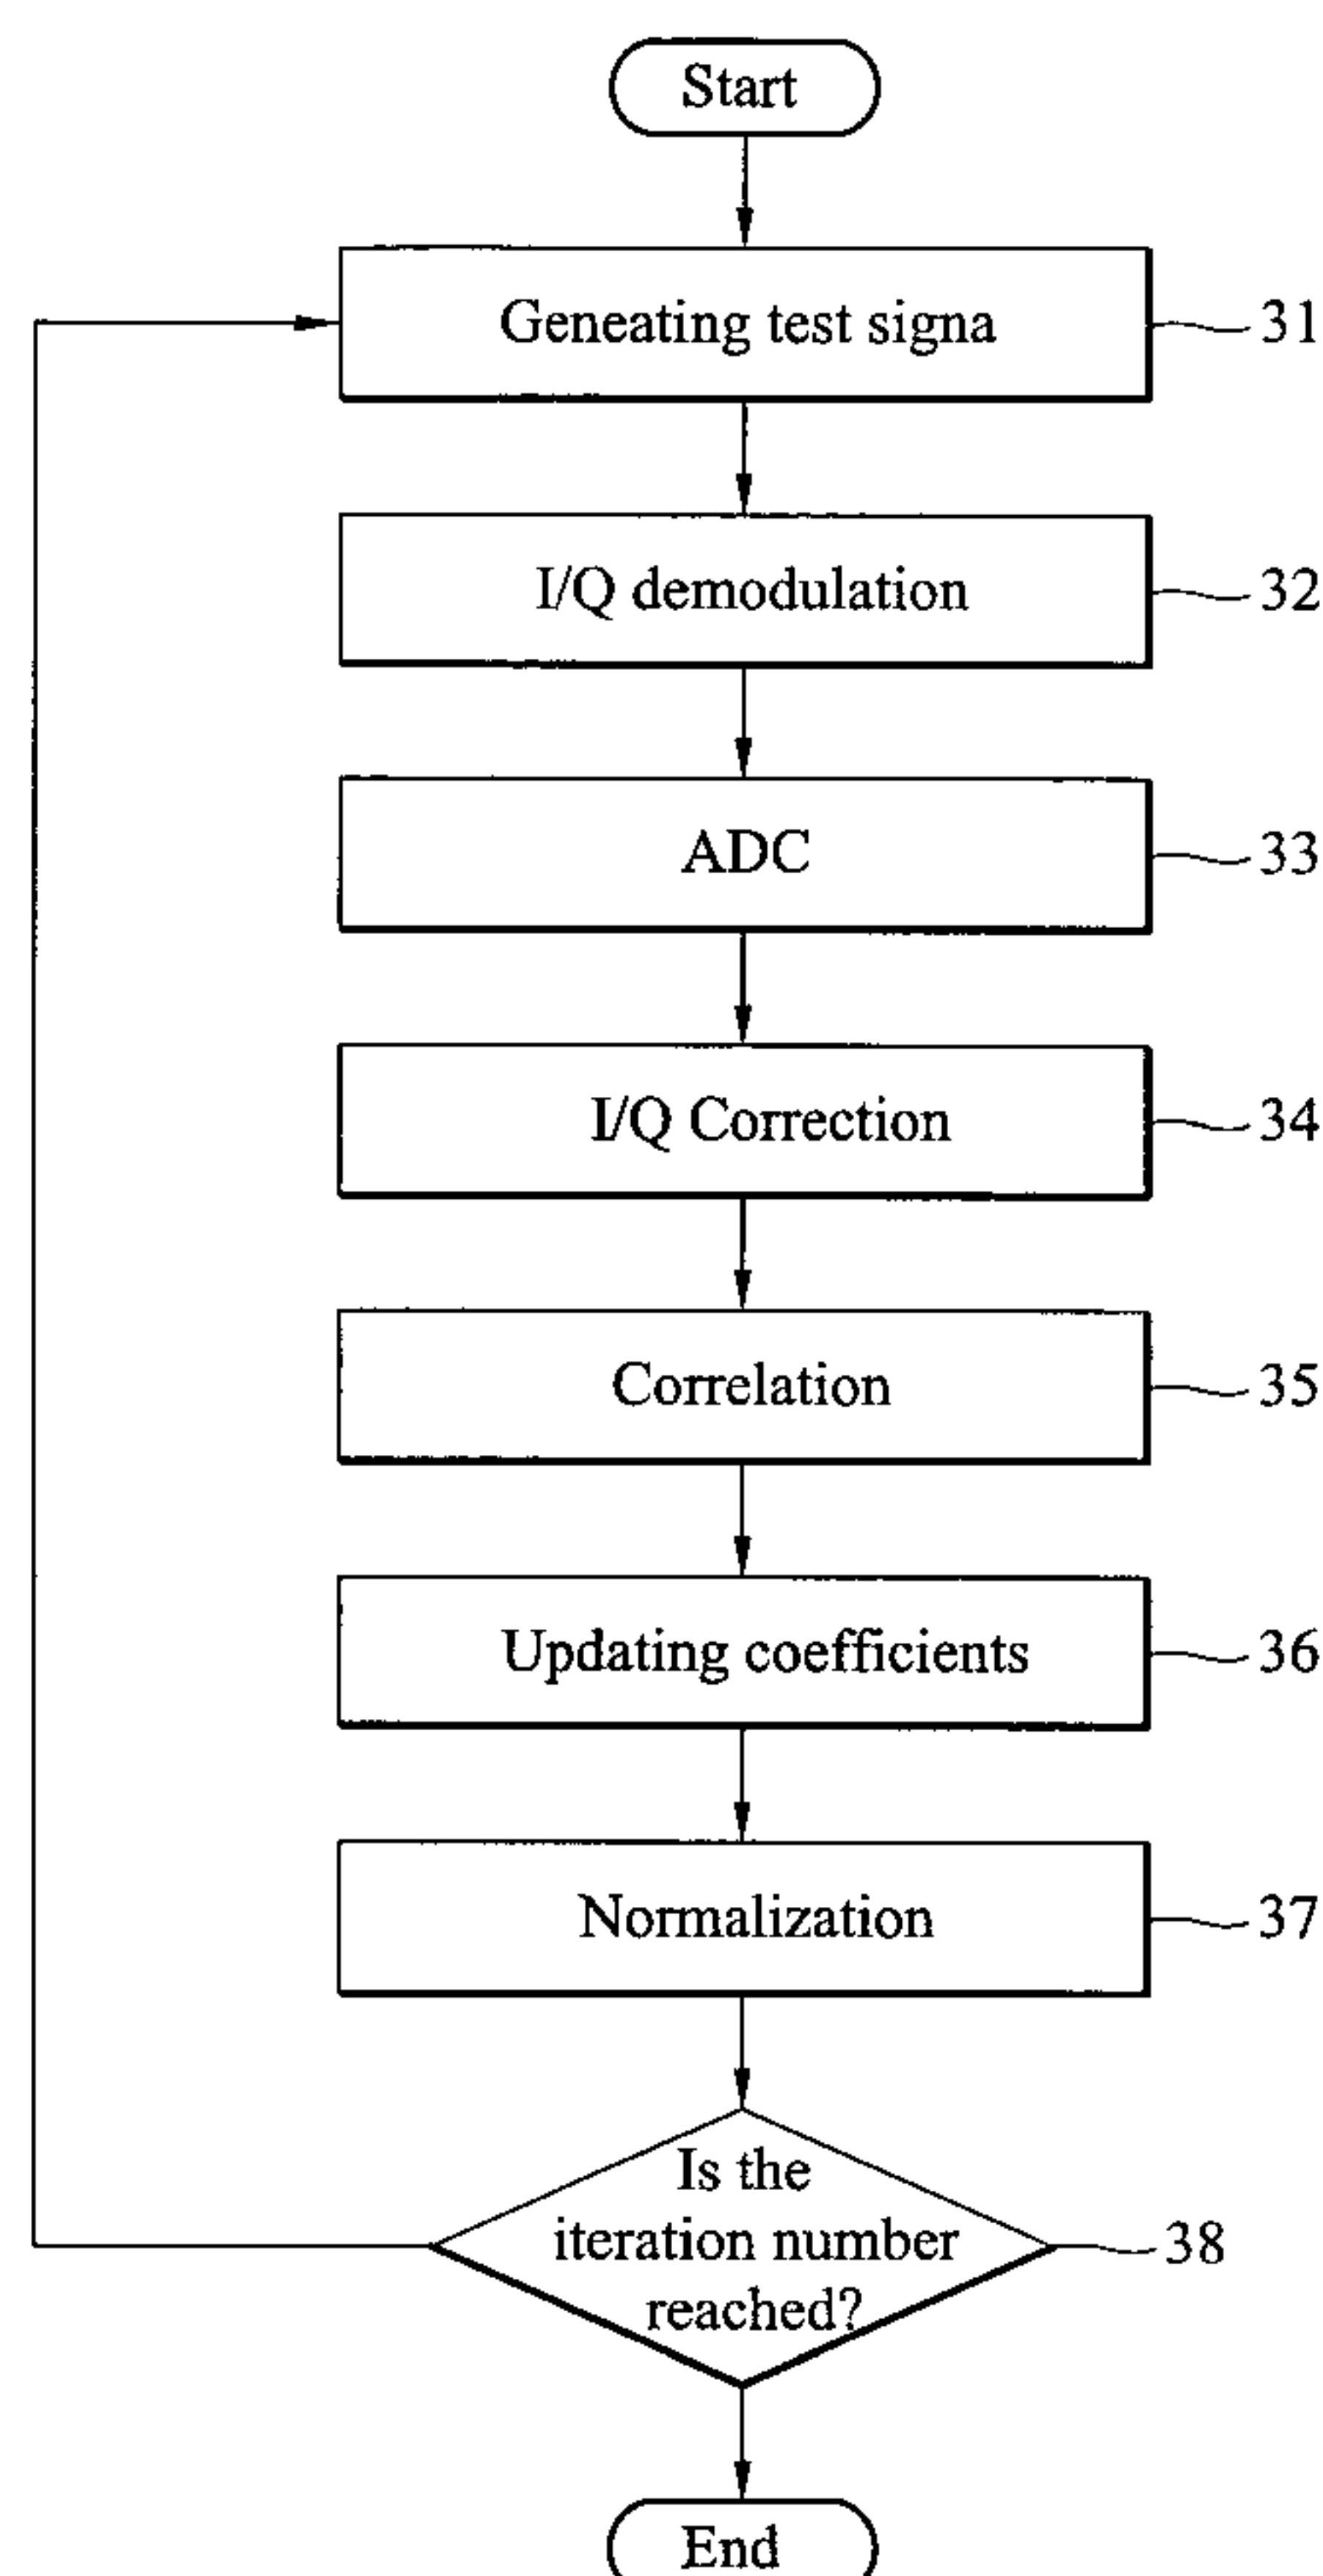 Start
Geneating test signa
31
I/Q demodulation
32
ADC
33
I/Q Correction
34
Correlation
35
Updating coefficients
36
Normalization
37
Is the
iteration number
reached?
38
End